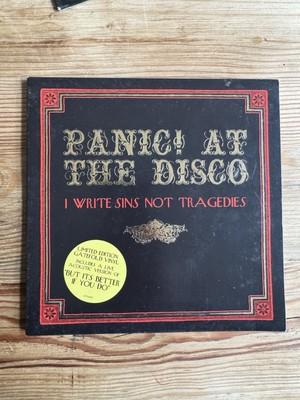 PANIC! AT
THE DISCO
I WRITE SINS NOT TRAGEDIES
LIMITED EDITION
GATEFOLD VINYL
INCLUDES A LIVE
ACOUSTIC VERSION OF
"BUT IT'S BETTER
IF YOU DO"